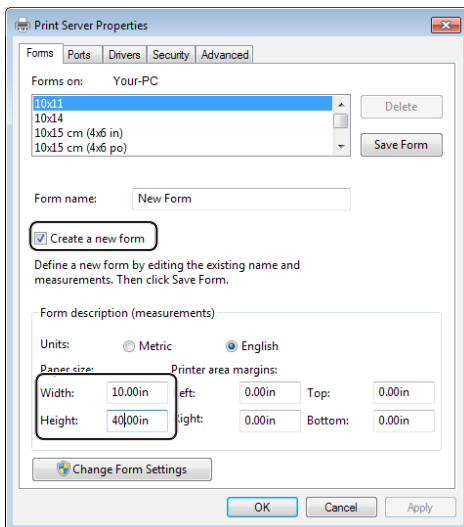 Print Server Properties
Forms Ports Drivers Security Advanced
Forms on: Your-PC
10x11
10x14
10x15 cm (4x6 in)
10x15 cm (4x6 po)
Delete
Save Form
Form name: New Form
Create a new form
Define a new form by editing the existing name and
measurements. Then click Save Form.
Form description (measurements)
Units: Metric English
Paper size: Printer area margins:
Width: 10.00in Left: 0.00in Top: 0.00in
Height: 40.00in Right: 0.00in Bottom: 0.00in
Change Form Settings
OK Cancel Apply